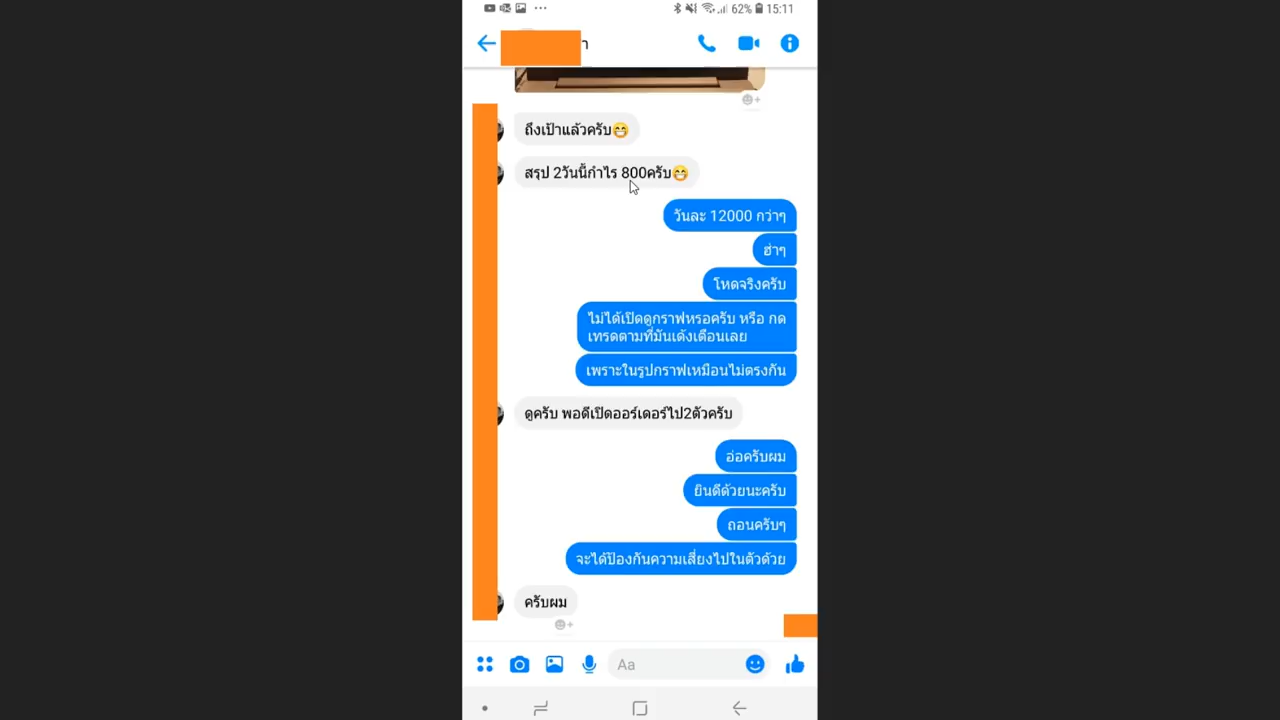 62% 15:11
า
ถึงเป้าแล้วครับ😁
สรุป 2วันนี้กำไร 800ครับ😁
วันละ 12000 กว่าๆ
ฮ่าๆ
โหดจริงครับ
ไม่ได้เปิดดูกราฟหรอครับ หรือ กด
เทรดตามที่มันเด้งเตือนเลย
เพราะในรูปกราฟเหมือนไม่ตรงกัน
ดูครับ พอดีเปิดออร์เดอร์ไป2ตัวครับ
อ่อครับผม
ยินดีด้วยนะครับ
ถอนครับๆ
จะได้ป้องกันความเสี่ยงไปในตัวด้วย
ครับผม
Aa